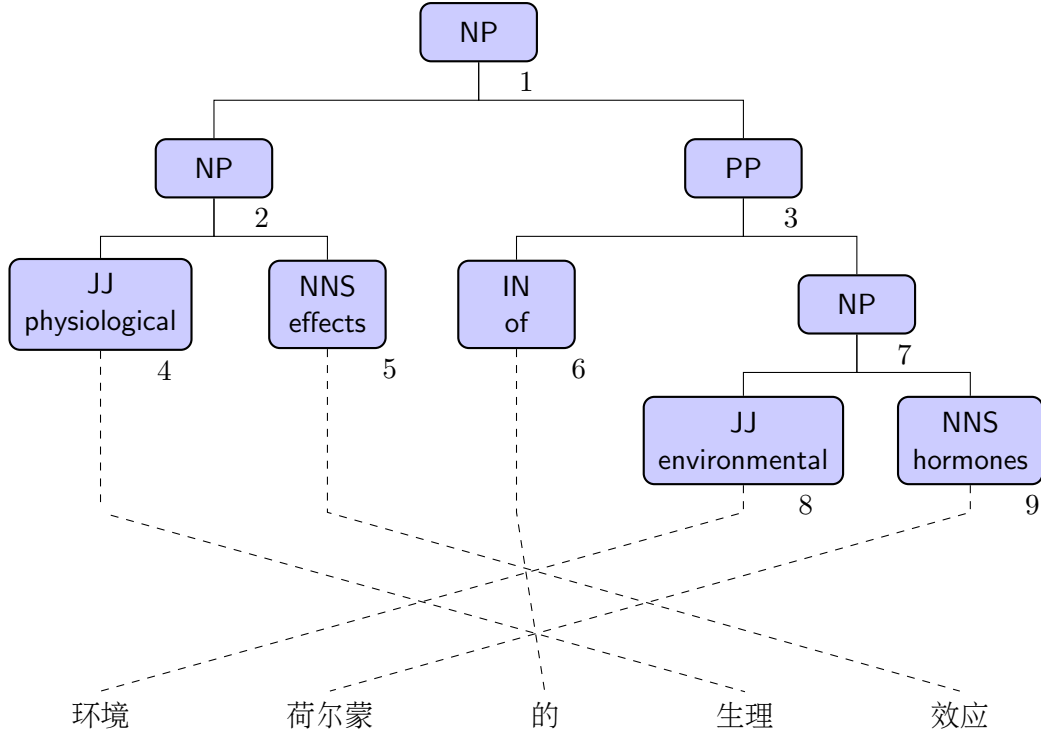 NP
1
NP
PP
2
3
JJ
physiological
NNS
effects
IN
of
NP
4
5
6
7
JJ
environmental
NNS
hormones
8
9
环境 荷尔蒙 的 生理 效应